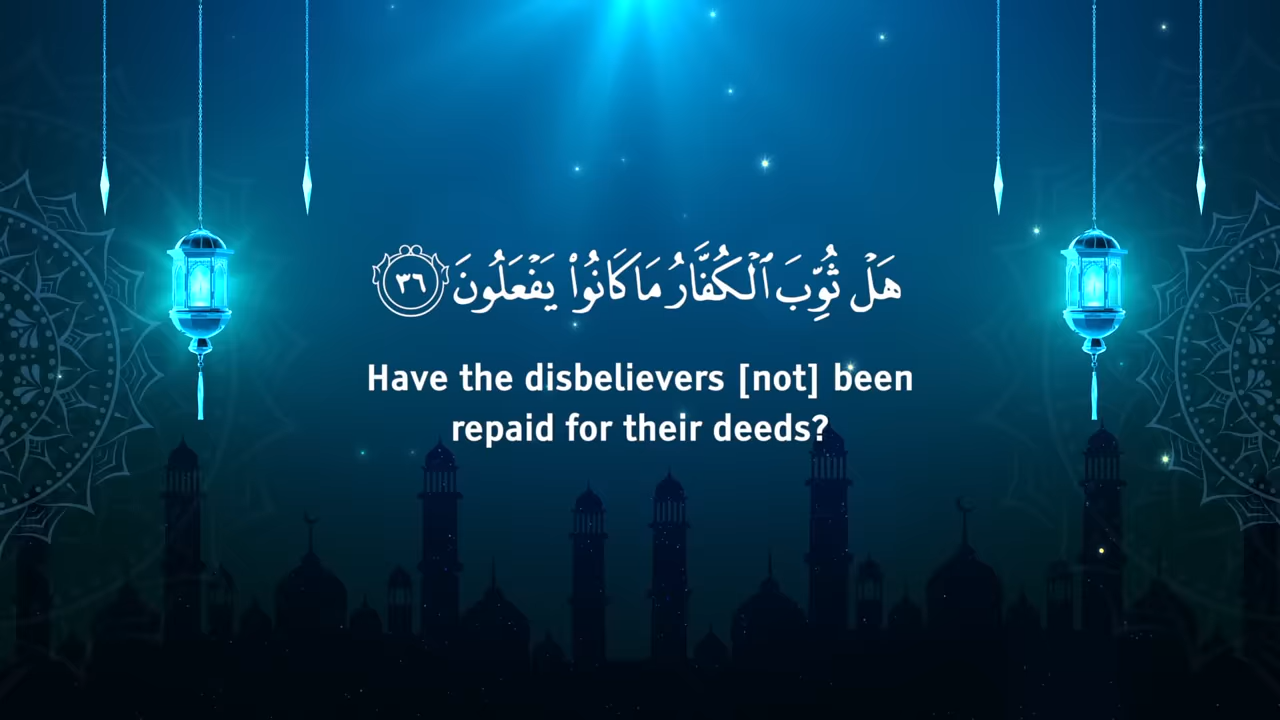 هَلْ ثُوِّبَ ٱلْكُفَّارُ مَا كَانُوا۟ يَفْعَلُونَ ٣٦
Have the disbelievers [not] been
repaid for their deeds?